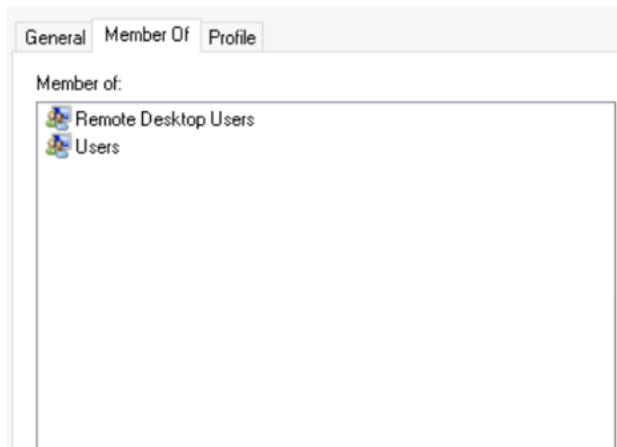 General Member Of Profile
Member of:
Remote Desktop Users
Users